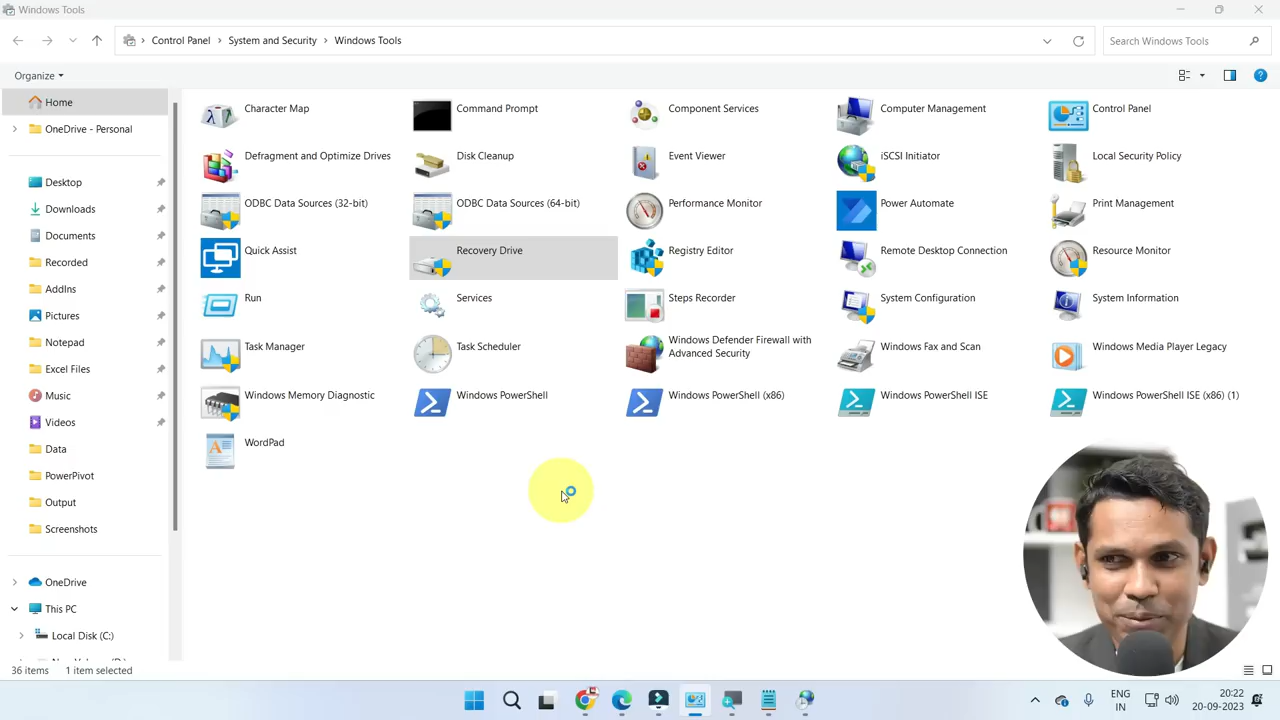 Windows Tools
Control Panel > System and Security > Windows Tools
Search Windows Tools
Organize
Home
OneDrive - Personal
Desktop
Downloads
Documents
Recorded
AddIns
Pictures
Notepad
Excel Files
Music
Videos
Data
PowerPivot
Output
Screenshots
OneDrive
This PC
Local Disk (C:)
Character Map
Command Prompt
Component Services
Computer Management
Control Panel
Defragment and Optimize Drives
Disk Cleanup
Event Viewer
iSCSI Initiator
Local Security Policy
ODBC Data Sources (32-bit)
ODBC Data Sources (64-bit)
Performance Monitor
Power Automate
Print Management
Quick Assist
Recovery Drive
Registry Editor
Remote Desktop Connection
Resource Monitor
Run
Services
Steps Recorder
System Configuration
System Information
Task Manager
Task Scheduler
Windows Defender Firewall with
Advanced Security
Windows Fax and Scan
Windows Media Player Legacy
Windows Memory Diagnostic
Windows PowerShell
Windows PowerShell (x86)
Windows PowerShell ISE
Windows PowerShell ISE (x86) (1)
WordPad
36 items
1 item selected
ENG
IN
20:22
20-09-2023